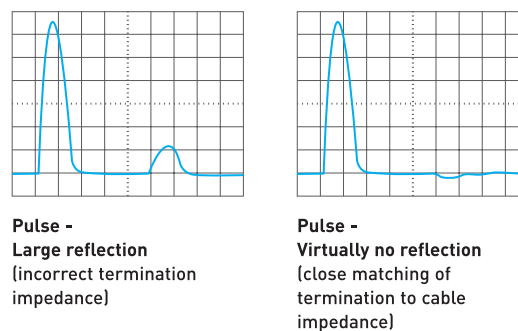 Pulse -
Large reflection
(incorrect termination
impedance)
Pulse -
Virtually no reflection
(close matching of
termination to cable
impedance)